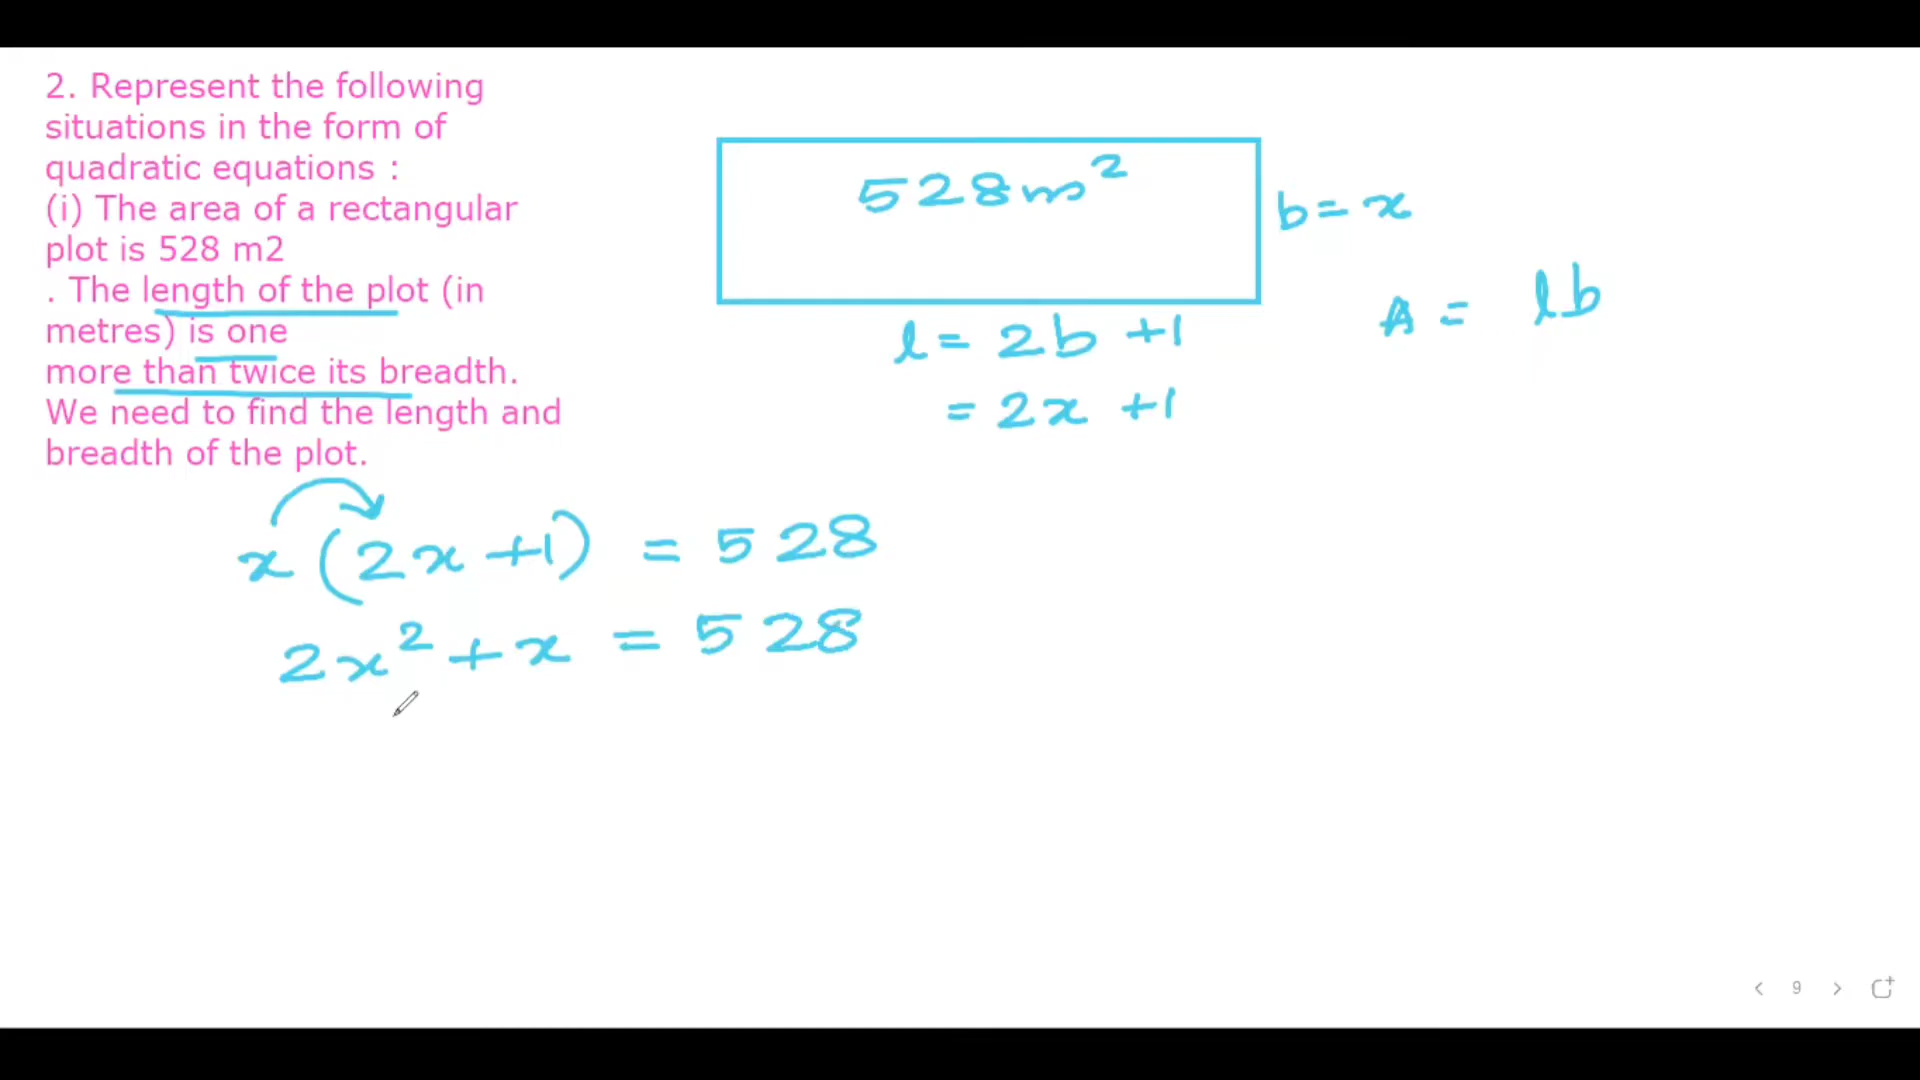 2. Represent the following
situations in the form of
quadratic equations :
(i) The area of a rectangular
plot is 528 m2
. The length of the plot (in
metres) is one
more than twice its breadth.
We need to find the length and
breadth of the plot.
528m²
b = x
l = 2b +1
= 2x +1
A = lb
x (2x +1) = 528
2x² + x = 528
9